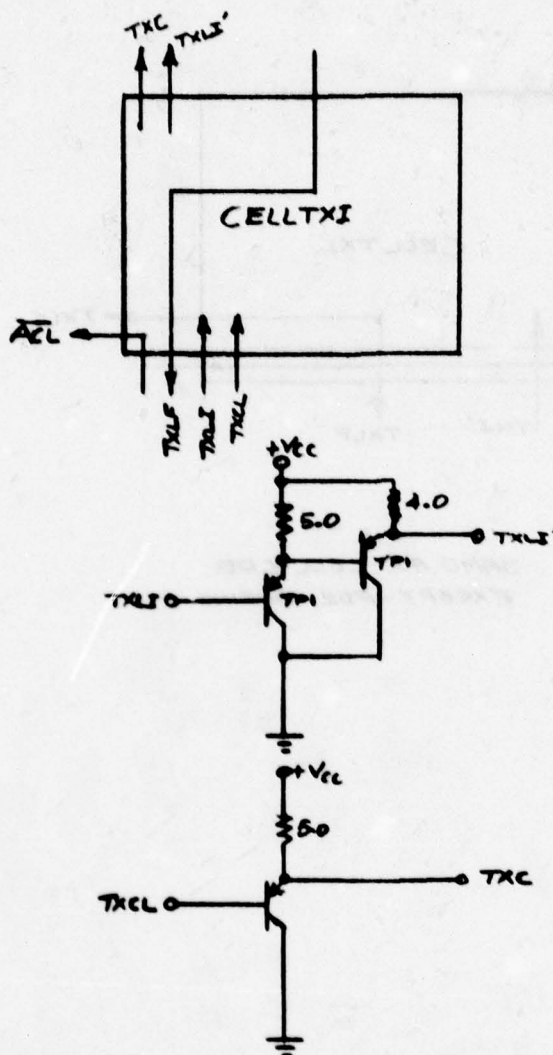 TXC TXLI'
CELLTXI
ACL
TXLF TXLI TXCL
+Vcc
5.0 4.0
TXLI'
TP1
TXLI TP1
+Vcc
5.0
TXC
TXCL